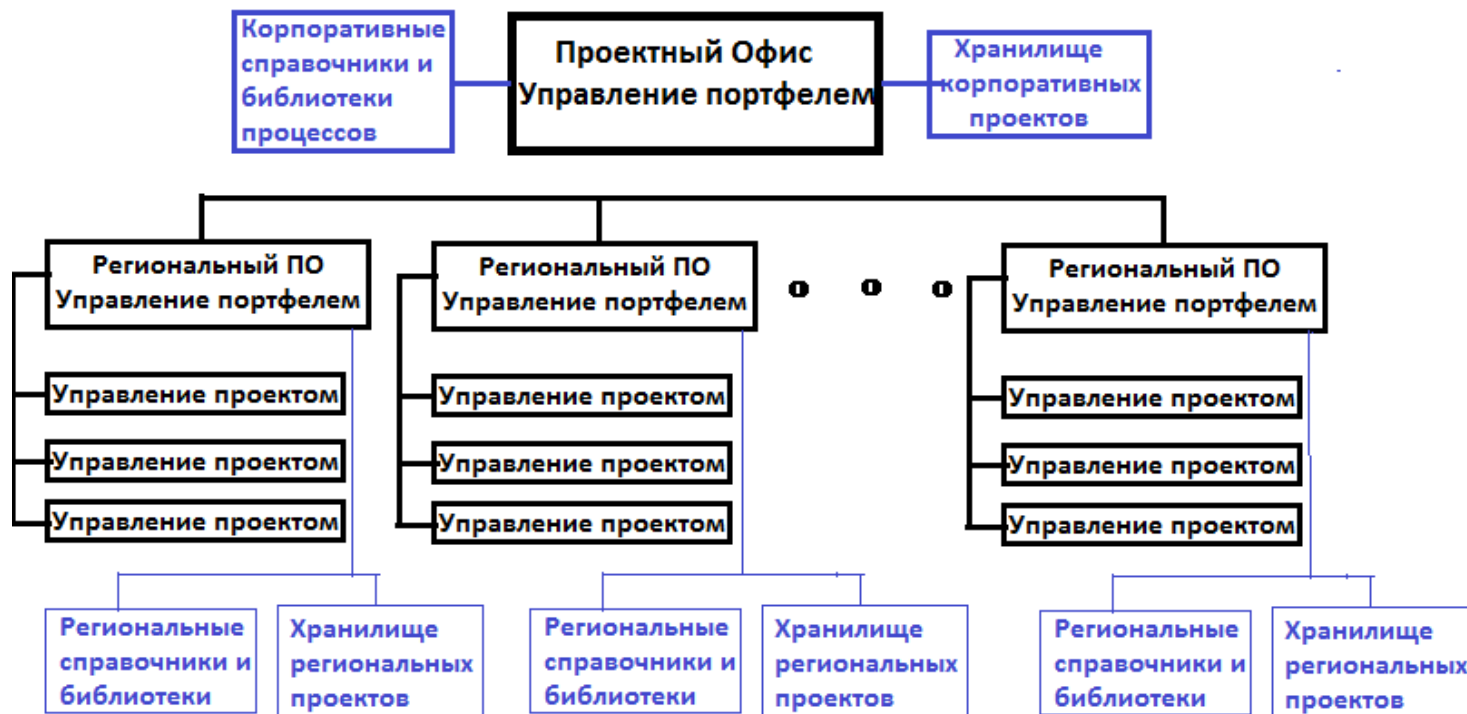 Корпоративные
справочники и
библиотеки
процессов
Проектный Офис
Управление портфелем
Хранилище
корпоративных
проектов
Региональный ПО
Управление портфелем
Управление проектом
Управление проектом
Управление проектом
Региональный ПО
Управление портфелем
Управление проектом
Управление проектом
Управление проектом
Региональный ПО
Управление портфелем
Управление проектом
Управление проектом
Управление проектом
Региональные
справочники и
библиотеки
Хранилище
региональных
проектов
Региональные
справочники и
библиотеки
Хранилище
региональных
проектов
Региональные
справочники и
библиотеки
Хранилище
региональных
проектов